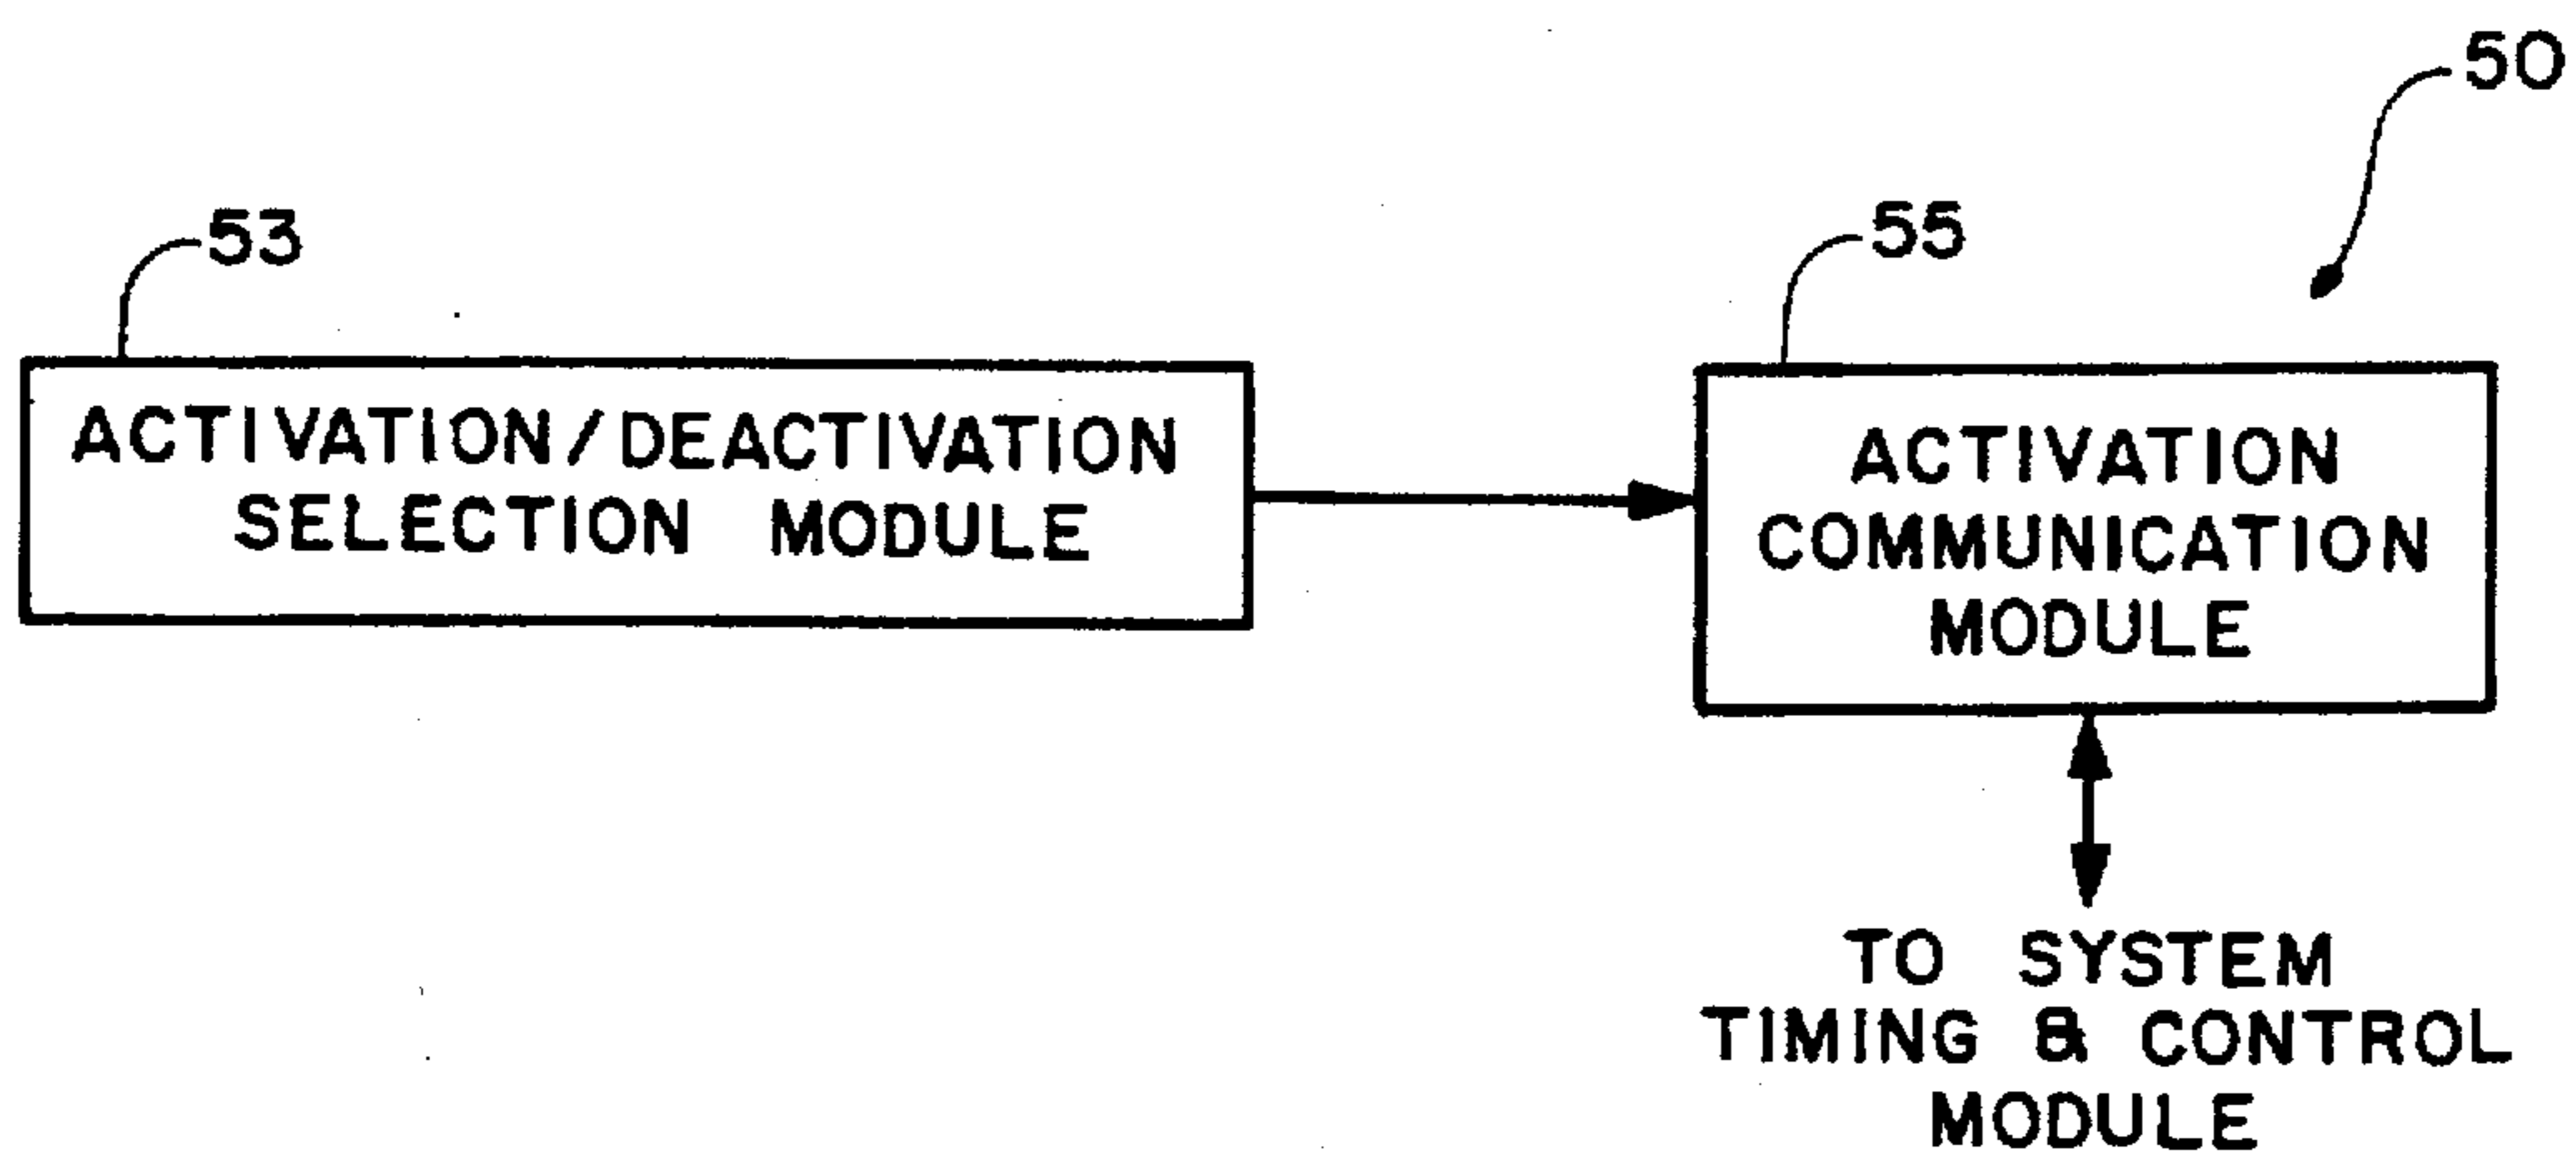 50
53
55
ACTIVATION/DEACTIVATION
SELECTION MODULE
ACTIVATION
COMMUNICATION
MODULE
TO SYSTEM
TIMING & CONTROL
MODULE